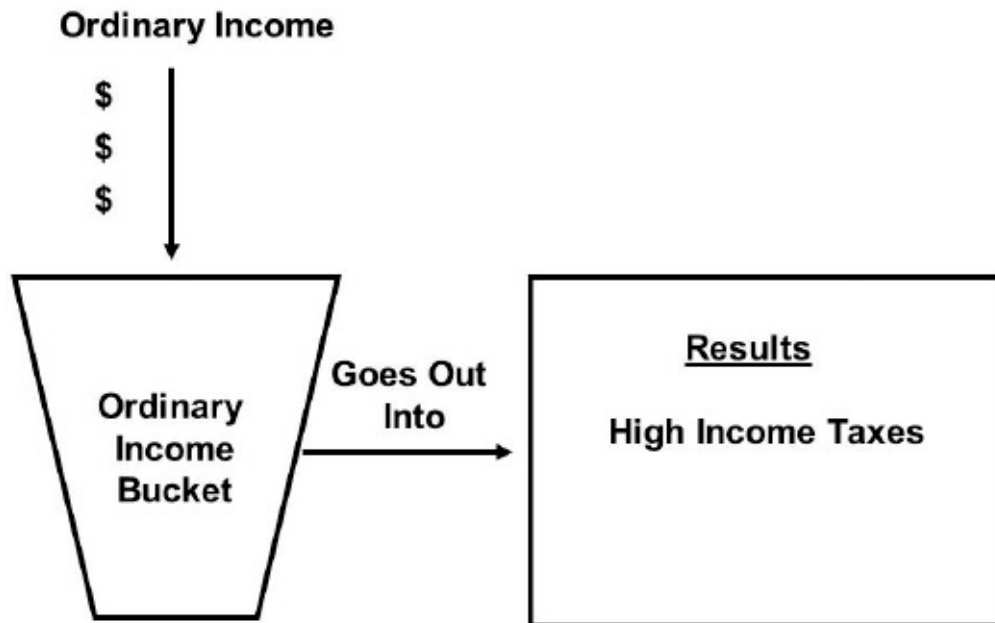 Ordinary Income
$
$
$
Ordinary
Income
Bucket
Goes Out
Into
Results
High Income Taxes